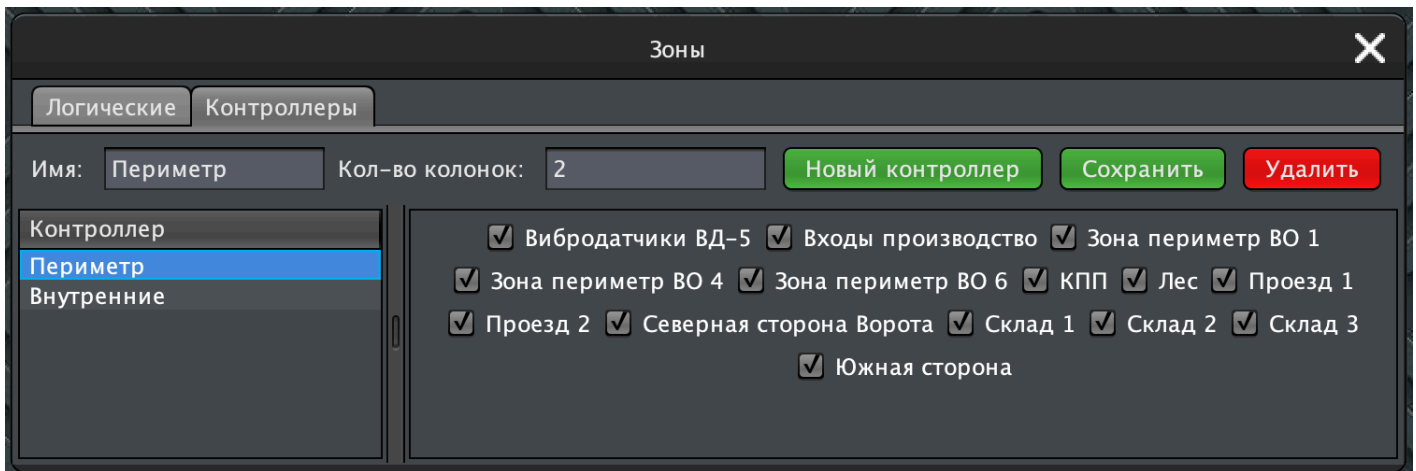 Зоны
Логические Контроллеры
Имя: Периметр Кол-во колонок: 2 Новый контроллер Сохранить Удалить
Контроллер
Периметр
Внутренние
Вибродатчики ВД-5 Входы производство Зона периметр ВО 1
Зона периметр ВО 4 Зона периметр ВО 6 КПП Лес Проезд 1
Проезд 2 Северная сторона Ворота Склад 1 Склад 2 Склад 3
Южная сторона